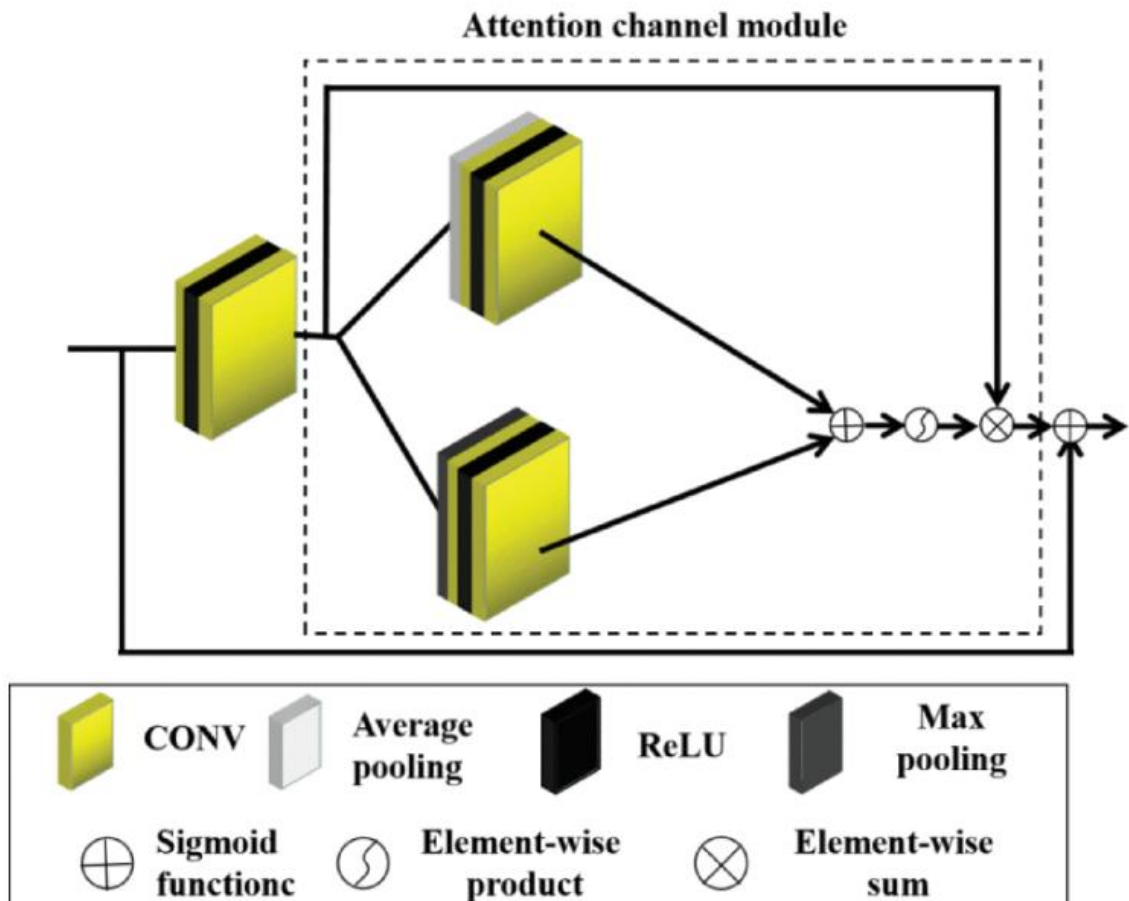 Attention channel module
CONV
Average
pooling
ReLU
Max
pooling
Sigmoid
functionc
Element-wise
product
Element-wise
sum